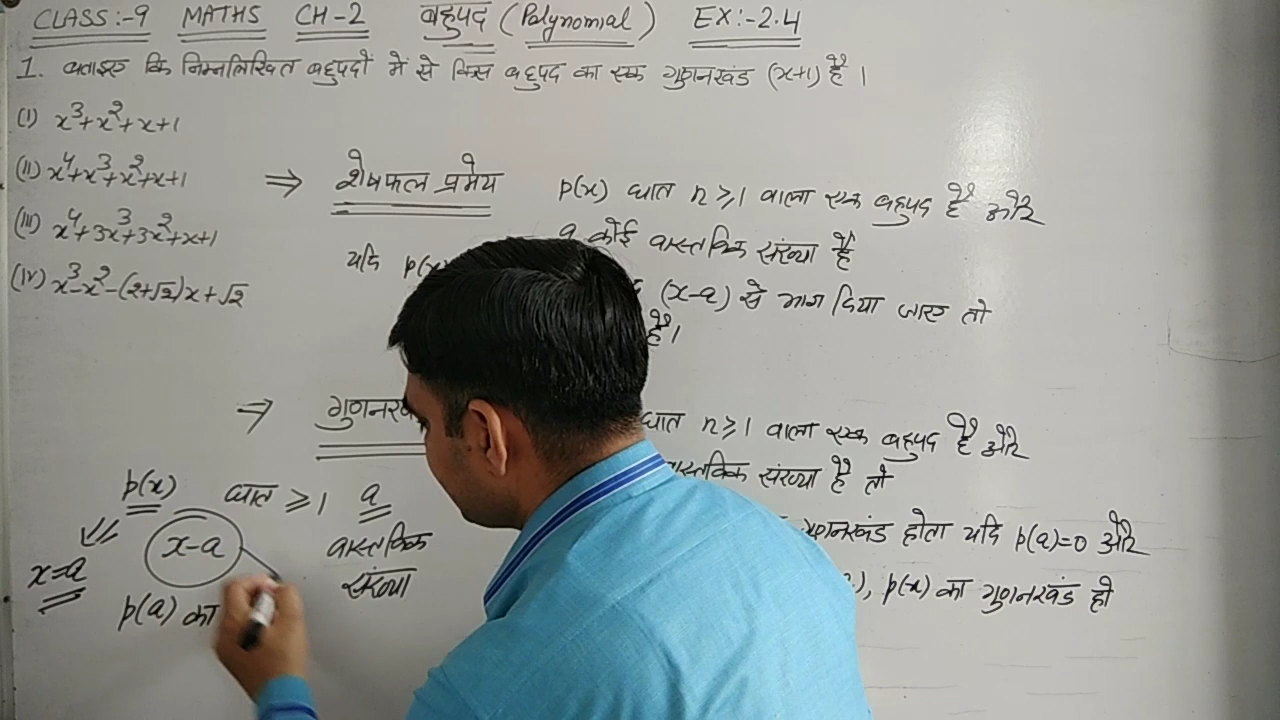 CLASS:-9 MATHS CH-2 बहुपद (Polynomial) EX:-2.4
1. बताइए कि निम्नलिखित बहुपदों में से किस बहुपद का एक गुणनखंड (x+1) है।
(I) x³+x²+x+1
(II) x⁴+x³+x²+x+1
(III) x⁴+3x³+3x²+x+1
(IV) x³-x²-(2+√2)x+√2
⇒ शेषफल प्रमेय
p(x) घात n≥1 वाला एक बहुपद है और
a कोई वास्तविक संख्या है
यदि p(x)
(x-a) से भाग दिया जाए तो
है।
⇒
घात n≥1 वाला एक बहुपद है और
संख्या है तो
होता यदि p(a)=0 और
p(x) का गुणनखंड हो
p(x) घात ≥1 a
x-a वास्तविक
x=a संख्या
p(a) का